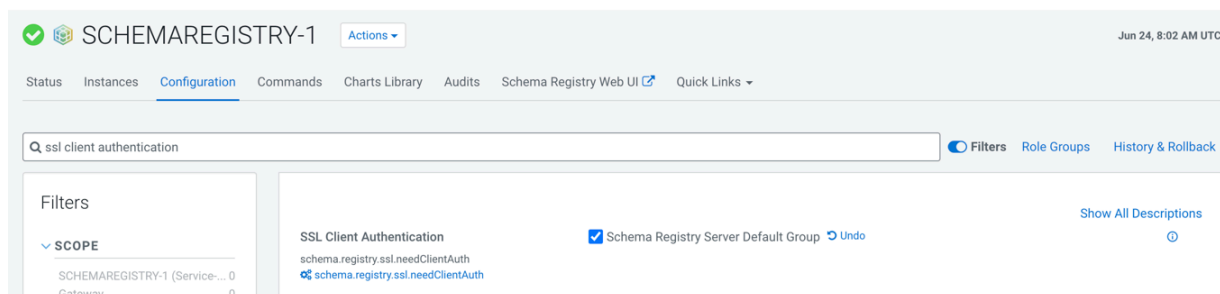 SCHEMAREGISTRY-1
Actions
Jun 24, 8:02 AM UTC
Status Instances Configuration Commands Charts Library Audits Schema Registry Web UI Quick Links
ssl client authentication
Filters Role Groups History & Rollback
Filters
Show All Descriptions
SCOPE
SSL Client Authentication
Schema Registry Server Default Group Undo
schema.registry.ssl.needClientAuth
SCHEMAREGISTRY-1 (Service-... 0
schema.registry.ssl.needClientAuth
Gateway 0